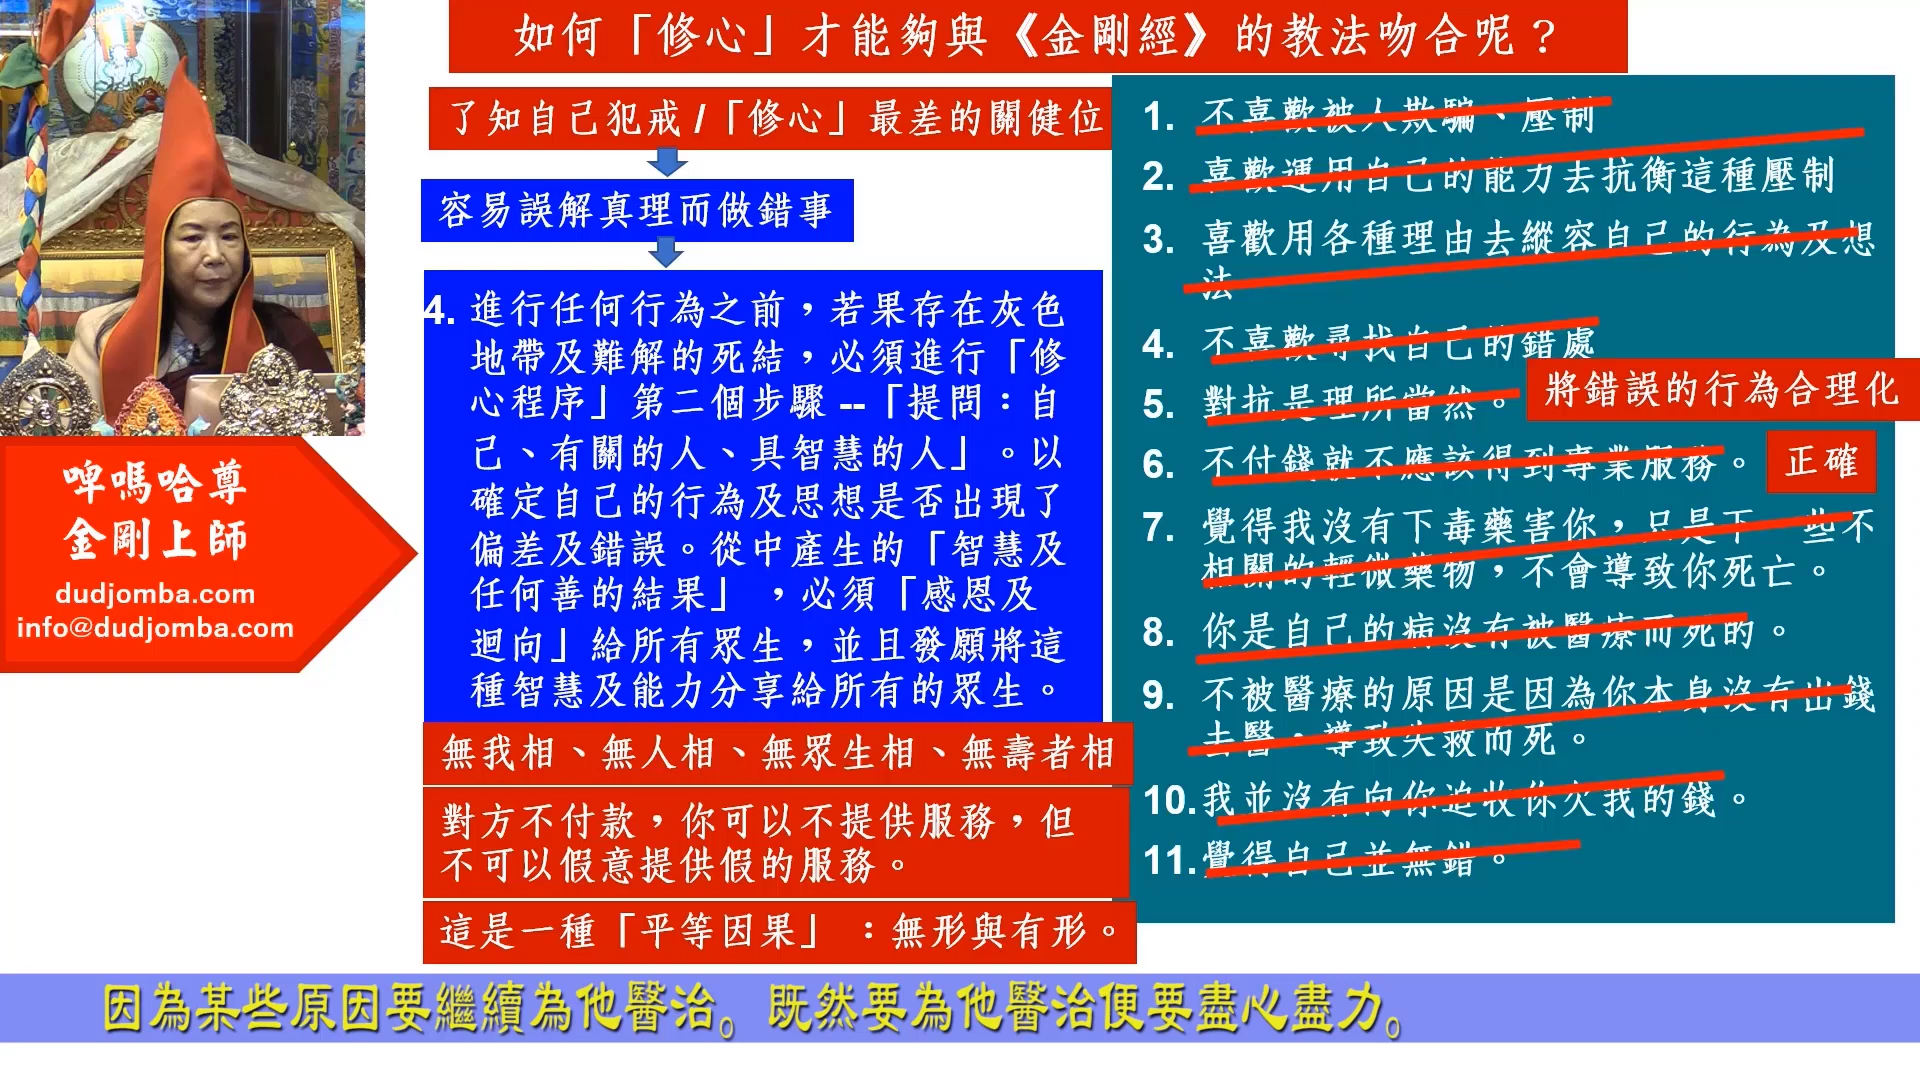 如何「修心」才能夠與《金剛經》的教法吻合呢？
了知自己犯戒 /「修心」最差的關健位
容易誤解真理而做錯事
4. 進行任何行為之前，若果存在灰色
地帶及難解的死結，必須進行「修
心程序」第二個步驟 --「提問：自
己、有關的人、具智慧的人」。以
確定自己的行為及思想是否出現了
偏差及錯誤。從中產生的「智慧及
任何善的結果」，必須「感恩及
迴向」給所有眾生，並且發願將這
種智慧及能力分享給所有的眾生。
無我相、無人相、無眾生相、無壽者相
對方不付款，你可以不提供服務，但
不可以假意提供假的服務。
這是一種「平等因果」：無形與有形。
1. 不喜歡被人欺騙、壓制
2. 喜歡運用自己的能力去抗衡這種壓制
3. 喜歡用各種理由去縱容自己的行為及想
法
4. 不喜歡尋找自己的錯處
5. 對抗是理所當然。
將錯誤的行為合理化
6. 不付錢就不應該得到專業服務。
正確
7. 覺得我沒有下毒藥害你，只是下一些不
相關的輕微藥物，不會導致你死亡。
8. 你是自己的病沒有被醫療而死的。
9. 不被醫療的原因是因為你本身沒有出錢
去醫，導致失救而死。
10. 我並沒有向你追收你欠我的錢。
11. 覺得自己並無錯。
啤嗎哈尊
金剛上師
dudjomba.com
info@dudjomba.com
因為某些原因要繼續為他醫治。既然要為他醫治便要盡心盡力。